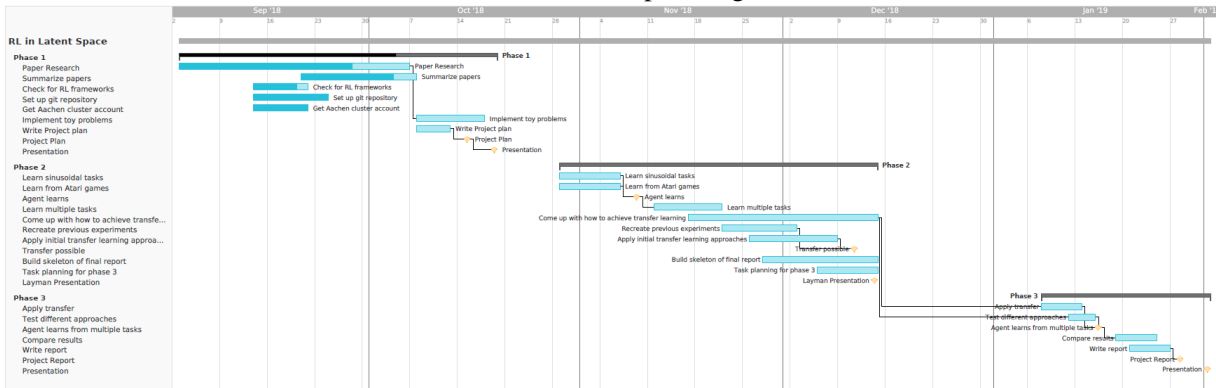 Sep '18 Oct '18 Nov '18 Dec '18 Jan '19 Feb '1
2 9 16 23 30 7 14 21 28 4 11 18 25 2 9 16 23 30 6 13 20 27 3
RL in Latent Space
Phase 1 Phase 1
Paper Research Paper Research
Summarize papers Summarize papers
Check for RL frameworks Check for RL frameworks
Set up git repository Set up git repository
Get Aachen cluster account Get Aachen cluster account
Implement toy problems Implement toy problems
Write Project plan Write Project plan
Project Plan Project Plan
Presentation Presentation
Phase 2 Phase 2
Learn sinusoidal tasks Learn sinusoidal tasks
Learn from Atari games Learn from Atari games
Agent learns Agent learns
Learn multiple tasks Learn multiple tasks
Come up with how to achieve transfe... Come up with how to achieve transfer learning
Recreate previous experiments Recreate previous experiments
Apply initial transfer learning approa... Apply initial transfer learning approaches
Transfer possible Transfer possible
Build skeleton of final report Build skeleton of final report
Task planning for phase 3 Task planning for phase 3
Layman Presentation Layman Presentation
Phase 3 Phase 3
Apply transfer Apply transfer
Test different approaches Test different approaches
Agent learns from multiple tasks Agent learns from multiple tasks
Compare results Compare results
Write report Write report
Project Report Project Report
Presentation Presentation